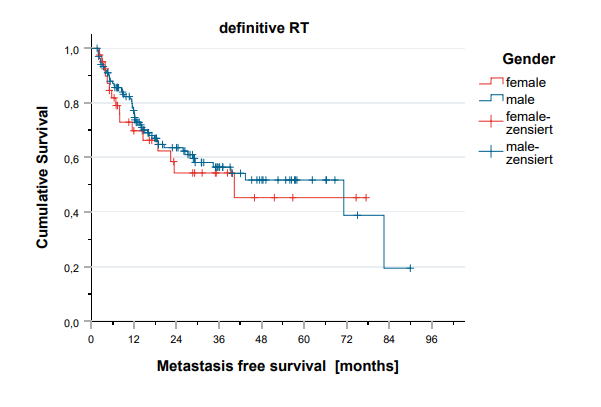 definitive RT
Cumulative Survival
1,0
0,8
0,6
0,4
0,2
0,0
0 12 24 36 48 60 72 84 96
Metastasis free survival [months]
Gender
female
male
female-
zensiert
male-
zensiert